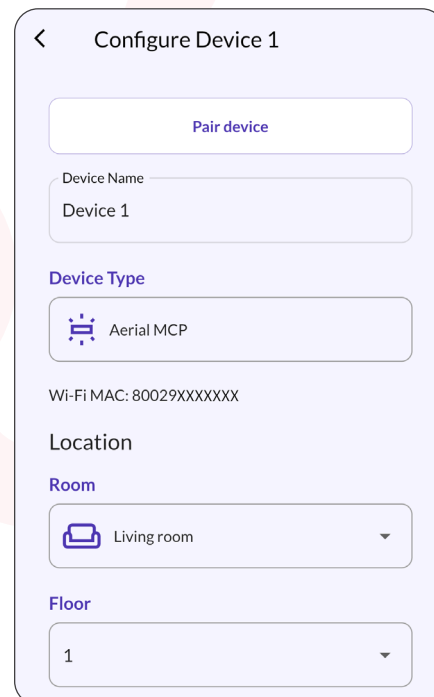 Configure Device 1
Pair device
Device Name
Device 1
Device Type
Aerial MCP
Wi-Fi MAC: 80029XXXXXXX
Location
Room
Living room
Floor
1